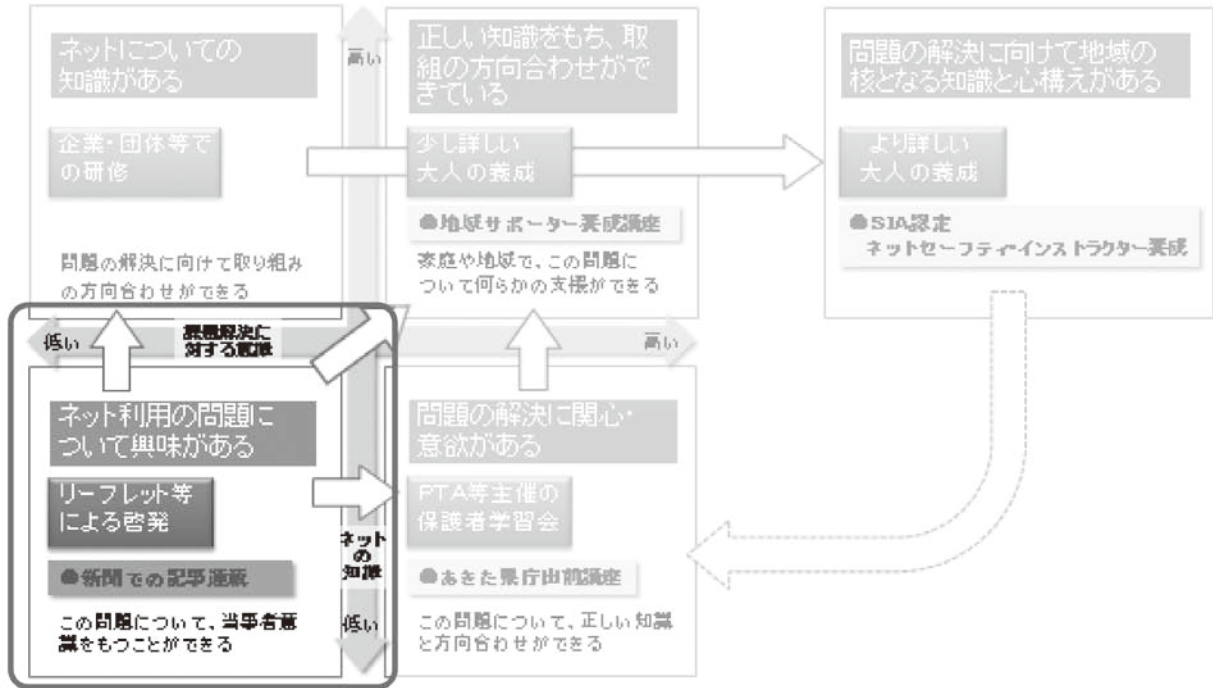 ネットについての
知識がある
企業・団体等で
の研修
問題の解決に向けて取り組み
の方向合わせができる
高い
正しい知識をもち、取
組の方向合わせがで
きている
少し詳しい
大人の養成
●地域サポーター養成講座
家庭や地域で、この問題に
ついて何らかの支援ができる
問題の解決に向けて地域の
核となる知識と心構えがある
より詳しい
大人の養成
●SIA認定
ネットセーフティ・インストラクター養成
低い
課題解決に
対する意識
高い
ネット利用の問題に
ついて興味がある
リーフレット等
による啓発
●新聞での記事連載
この問題について、当事者意
識をもつことができる
ネット
の
知識
低い
問題の解決に関心・
意欲がある
PTA等主催の
保護者学習会
●あきた県庁出前講座
この問題について、正しい知識
と方向合わせができる